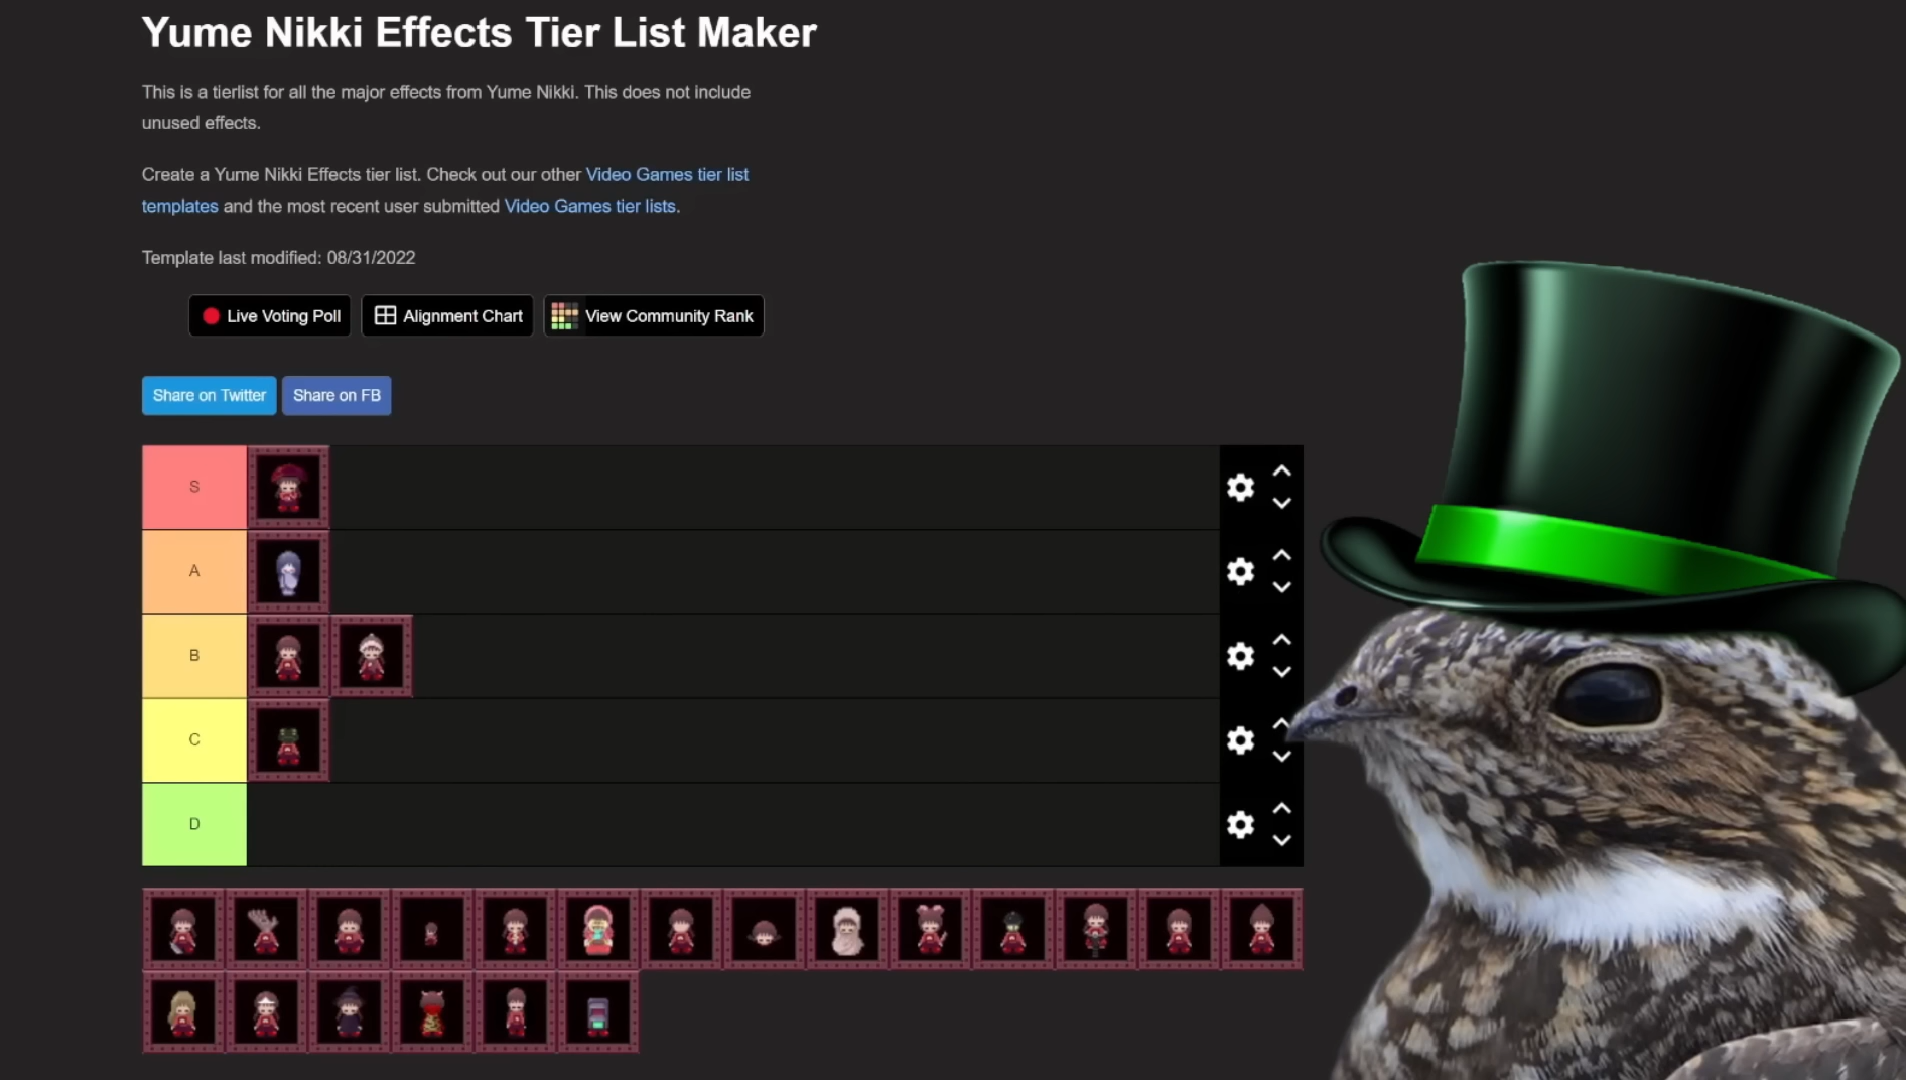 Yume Nikki Effects Tier List Maker
This is a tierlist for all the major effects from Yume Nikki. This does not include
unused effects.
Create a Yume Nikki Effects tier list. Check out our other Video Games tier list
templates and the most recent user submitted Video Games tier lists.
Template last modified: 08/31/2022
Live Voting Poll Alignment Chart View Community Rank
Share on Twitter Share on FB
S
A
B
C
D